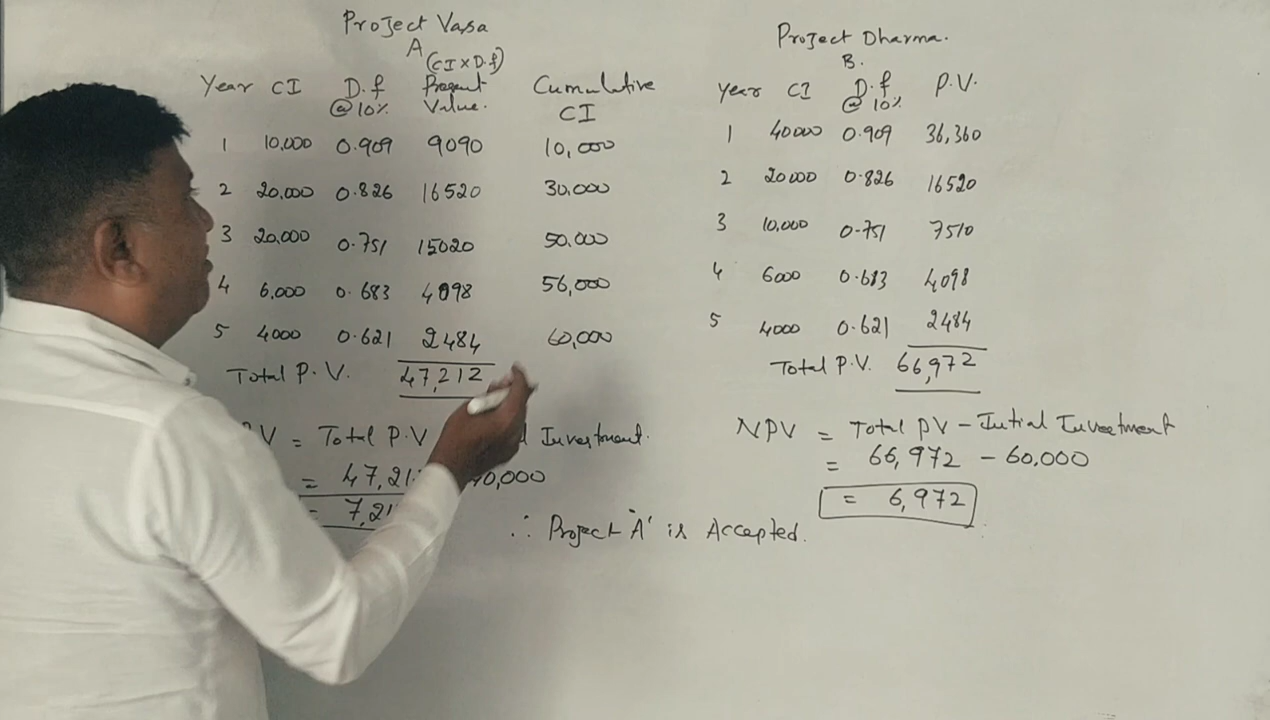 Project Vasa
A (CI x D.f)
Year CI D.f @10% Present Value. Cumulative CI
1 10,000 0.909 9090 10,000
2 20,000 0.826 16520 30,000
3 20,000 0.751 15020 50,000
4 6,000 0.683 4098 56,000
5 4000 0.621 2484 60,000
Total P.V. 47,212
V = Total P.V Investment.
= 47,21 40,000
= 7,21
∴ Project 'A' is Accepted.
Project Dharma.
B.
Year CI D.f @10% P.V.
1 40000 0.909 36,360
2 20000 0.826 16520
3 10,000 0.751 7510
4 6000 0.683 4098
5 4000 0.621 2484
Total P.V. 66,972
NPV = Total PV - Initial Investment
= 66,972 - 60,000
= 6,972